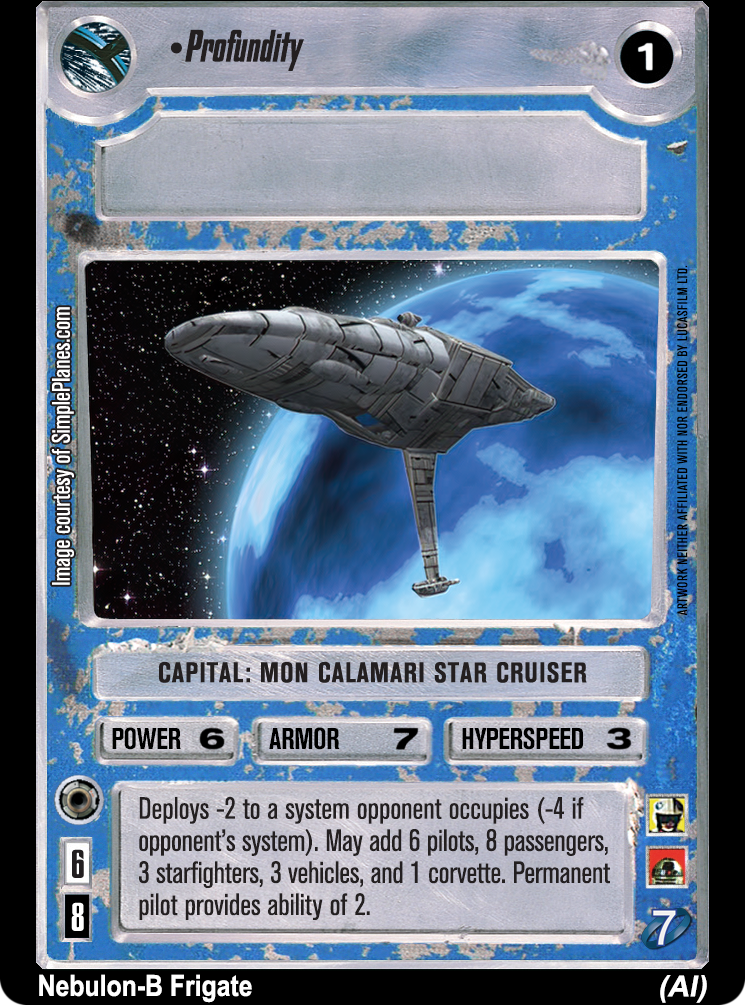 •Profundity
1
Image courtesy of SimplePlanes.com
ARTWORK NEITHER AFFILIATED WITH NOR ENDORSED BY LUCASFILM LTD.
CAPITAL: MON CALAMARI STAR CRUISER
POWER 6 ARMOR 7 HYPERSPEED 3
Deploys -2 to a system opponent occupies (-4 if
opponent's system). May add 6 pilots, 8 passengers,
3 starfighters, 3 vehicles, and 1 corvette. Permanent
pilot provides ability of 2.
6
8
7
Nebulon-B Frigate (AI)